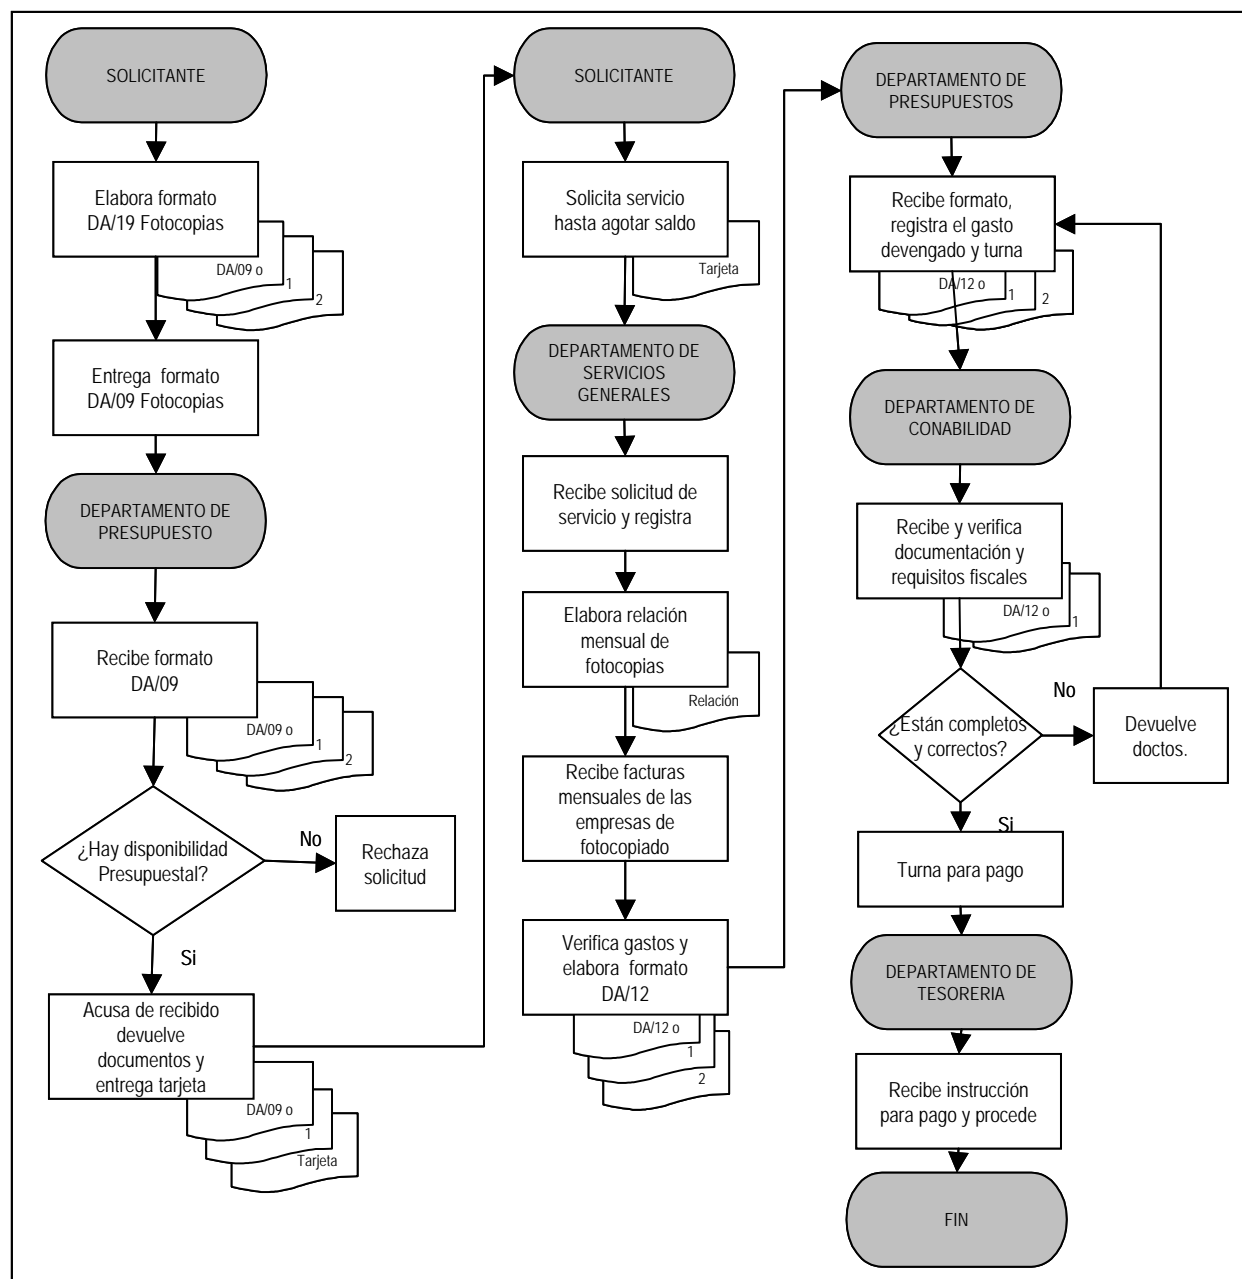 SOLICITANTE
Elabora formato
DA/19 Fotocopias
DA/09 o
1
2
Entrega formato
DA/09 Fotocopias
DEPARTAMENTO DE
PRESUPUESTO
Recibe formato
DA/09
DA/09 o
1
2
¿Hay disponibilidad
Presupuestal?
No
Rechaza
solicitud
Si
Acusa de recibido
devuelve
documentos y
entrega tarjeta
DA/09 o
1
Tarjeta
SOLICITANTE
Solicita servicio
hasta agotar saldo
Tarjeta
DEPARTAMENTO DE
SERVICIOS
GENERALES
Recibe solicitud de
servicio y registra
Elabora relación
mensual de
fotocopias
Relación
Recibe facturas
mensuales de las
empresas de
fotocopiado
Verifica gastos y
elabora formato
DA/12
DA/12 o
1
2
DEPARTAMENTO DE
PRESUPUESTOS
Recibe formato,
registra el gasto
devengado y turna
DA/12 o
1
2
DEPARTAMENTO DE
CONABILIDAD
Recibe y verifica
documentación y
requisitos fiscales
DA/12 o
1
¿Están completos
y correctos?
No
Devuelve
doctos.
Si
Turna para pago
DEPARTAMENTO DE
TESORERIA
Recibe instrucción
para pago y procede
FIN